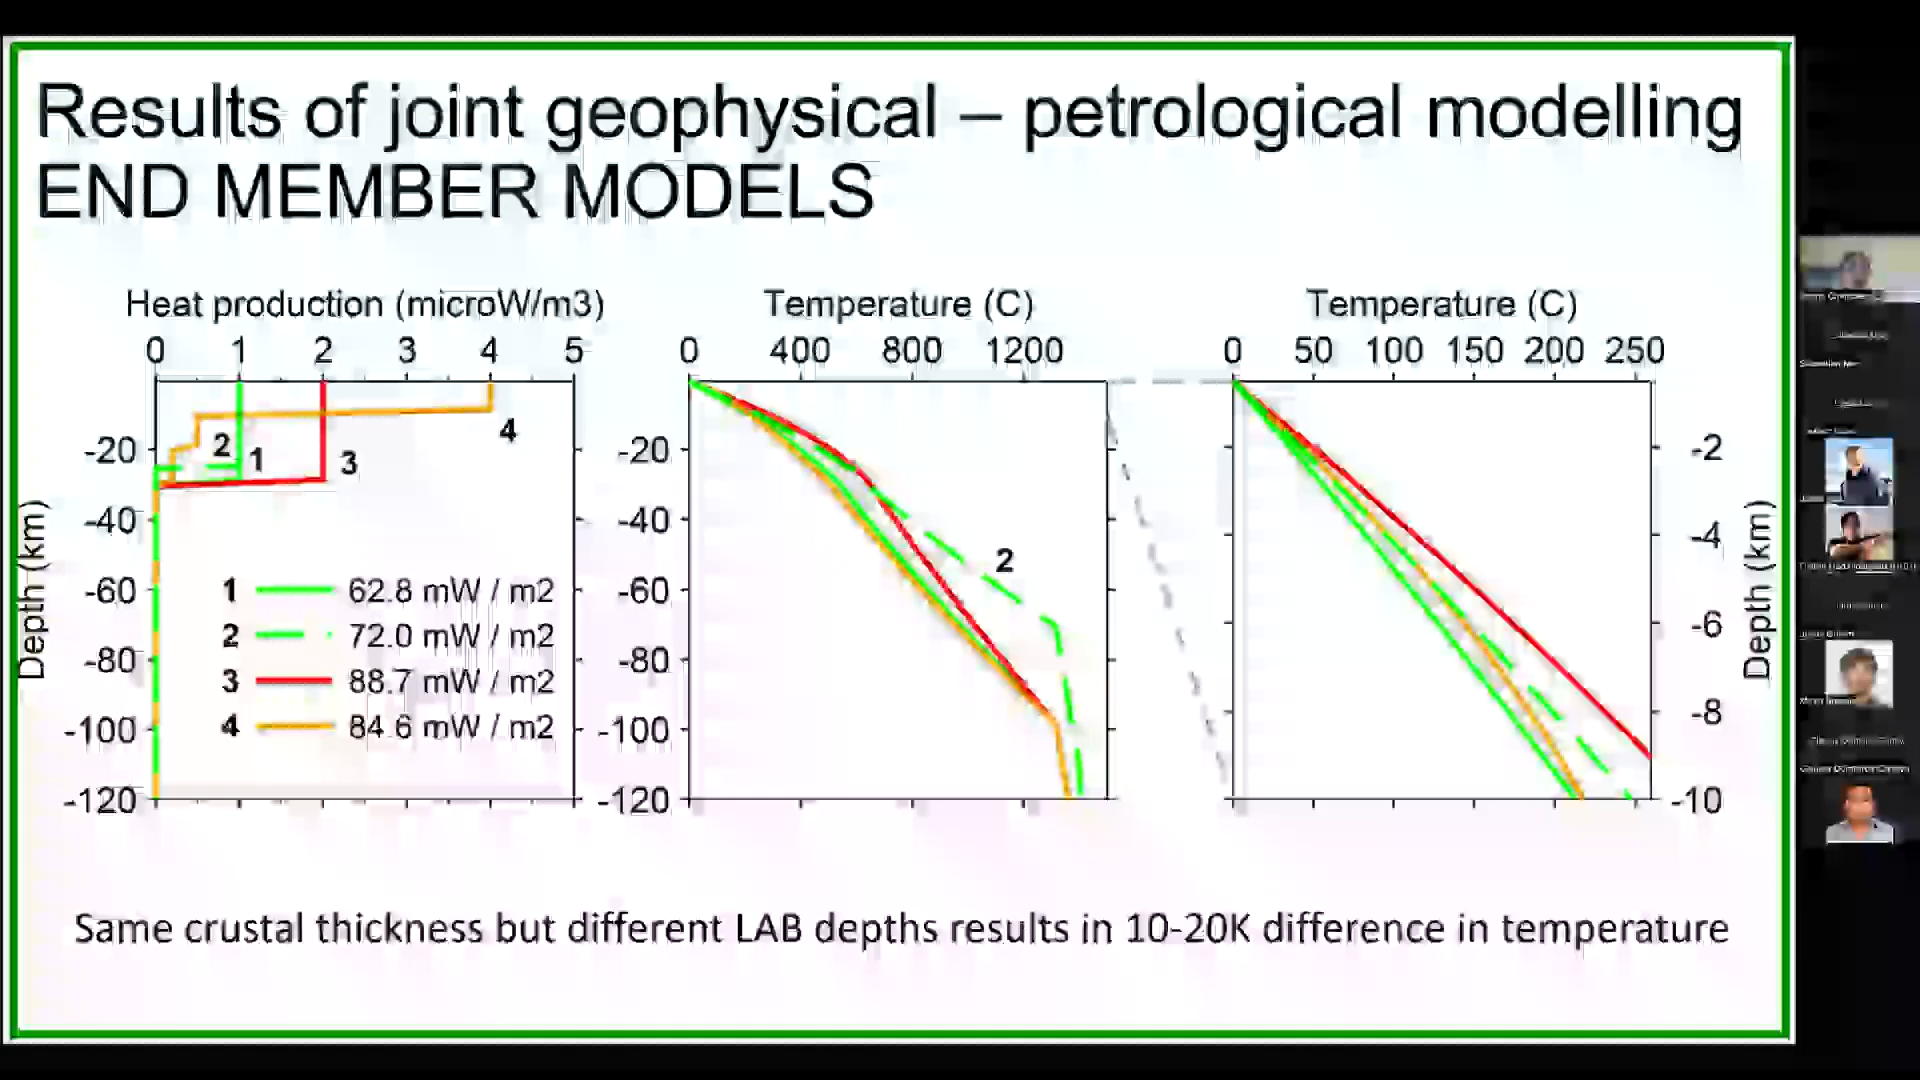 Results of joint geophysical – petrological modelling
END MEMBER MODELS
Heat production (microW/m3)
0 1 2 3 4 5
Depth (km)
-20
-40
-60
-80
-100
-120
2
1
3
4
1 62.8 mW / m2
2 72.0 mW / m2
3 88.7 mW / m2
4 84.6 mW / m2
Temperature (C)
0 400 800 1200
-20
-40
-60
-80
-100
-120
2
Temperature (C)
0 50 100 150 200 250
-2
-4
-6
-8
-10
Depth (km)
Same crustal thickness but different LAB depths results in 10-20K difference in temperature